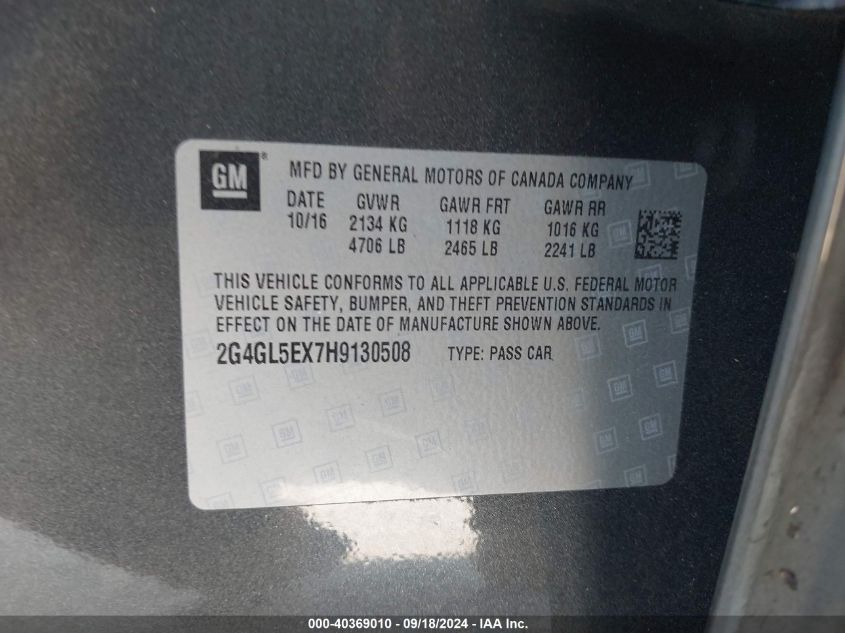 GM® MFD BY GENERAL MOTORS OF CANADA COMPANY
DATE GVWR GAWR FRT GAWR RR
10/16 2134 KG 1118 KG 1016 KG
4706 LB 2465 LB 2241 LB
THIS VEHICLE CONFORMS TO ALL APPLICABLE U.S. FEDERAL MOTOR
VEHICLE SAFETY, BUMPER, AND THEFT PREVENTION STANDARDS IN
EFFECT ON THE DATE OF MANUFACTURE SHOWN ABOVE.
2G4GL5EX7H9130508 TYPE: PASS CAR
000-40369010 - 09/18/2024 - IAA Inc.